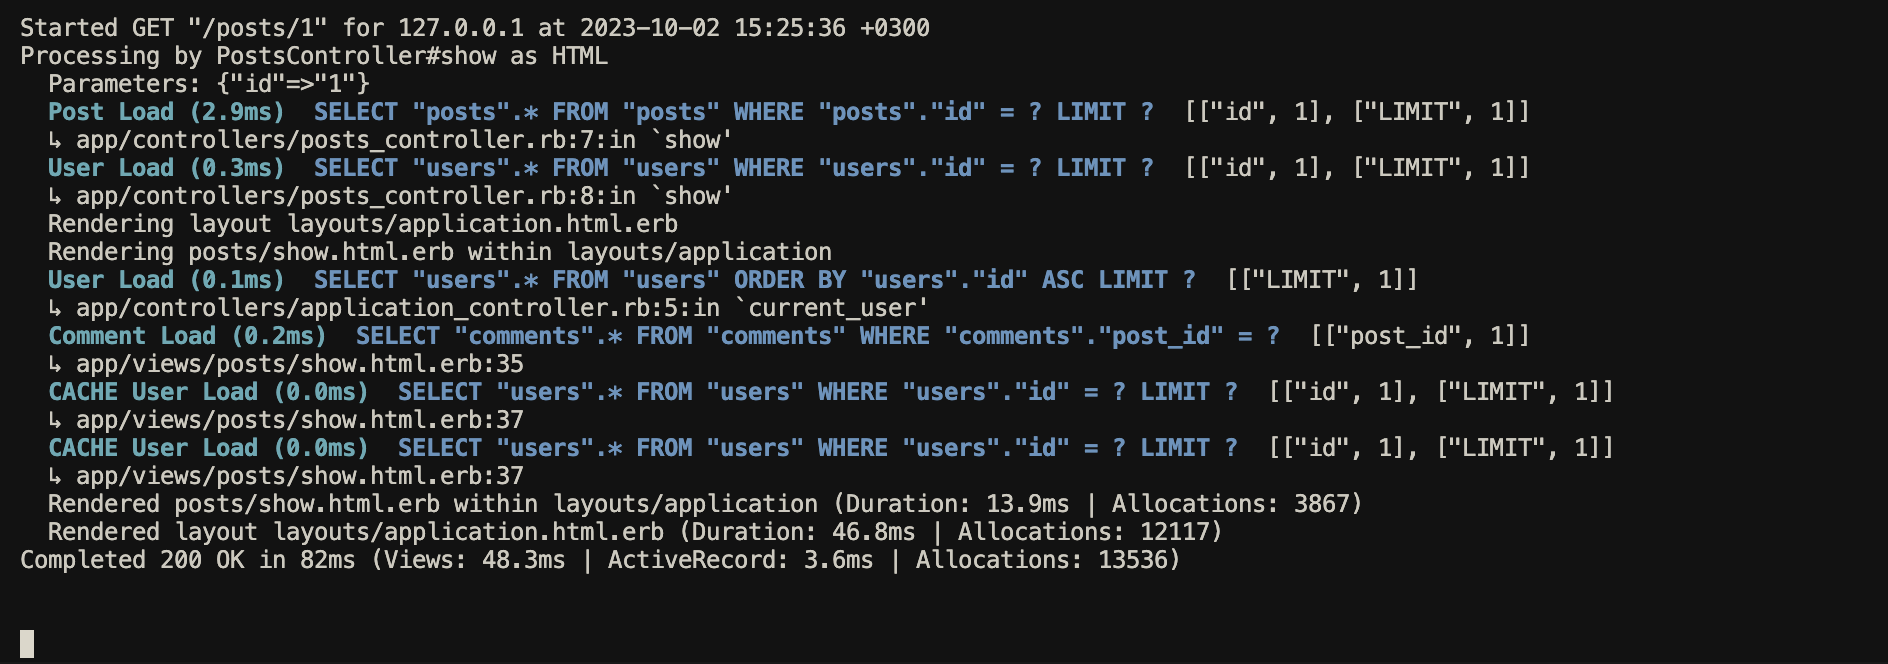 Started GET "/posts/1" for 127.0.0.1 at 2023-10-02 15:25:36 +0300
Processing by PostsController#show as HTML
  Parameters: {"id"=>"1"}
  Post Load (2.9ms)  SELECT "posts".* FROM "posts" WHERE "posts"."id" = ? LIMIT ?  [["id", 1], ["LIMIT", 1]]
  ↳ app/controllers/posts_controller.rb:7:in `show'
  User Load (0.3ms)  SELECT "users".* FROM "users" WHERE "users"."id" = ? LIMIT ?  [["id", 1], ["LIMIT", 1]]
  ↳ app/controllers/posts_controller.rb:8:in `show'
  Rendering layout layouts/application.html.erb
  Rendering posts/show.html.erb within layouts/application
  User Load (0.1ms)  SELECT "users".* FROM "users" ORDER BY "users"."id" ASC LIMIT ?  [["LIMIT", 1]]
  ↳ app/controllers/application_controller.rb:5:in `current_user'
  Comment Load (0.2ms)  SELECT "comments".* FROM "comments" WHERE "comments"."post_id" = ?  [["post_id", 1]]
  ↳ app/views/posts/show.html.erb:35
  CACHE User Load (0.0ms)  SELECT "users".* FROM "users" WHERE "users"."id" = ? LIMIT ?  [["id", 1], ["LIMIT", 1]]
  ↳ app/views/posts/show.html.erb:37
  CACHE User Load (0.0ms)  SELECT "users".* FROM "users" WHERE "users"."id" = ? LIMIT ?  [["id", 1], ["LIMIT", 1]]
  ↳ app/views/posts/show.html.erb:37
  Rendered posts/show.html.erb within layouts/application (Duration: 13.9ms | Allocations: 3867)
  Rendered layout layouts/application.html.erb (Duration: 46.8ms | Allocations: 12117)
Completed 200 OK in 82ms (Views: 48.3ms | ActiveRecord: 3.6ms | Allocations: 13536)